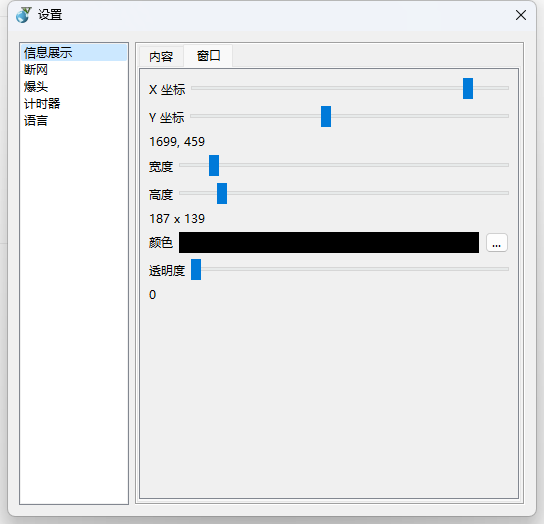 设置
信息展示
断网
爆头
计时器
语言
内容 窗口
X 坐标
Y 坐标
1699, 459
宽度
高度
187 x 139
颜色 ...
透明度
0